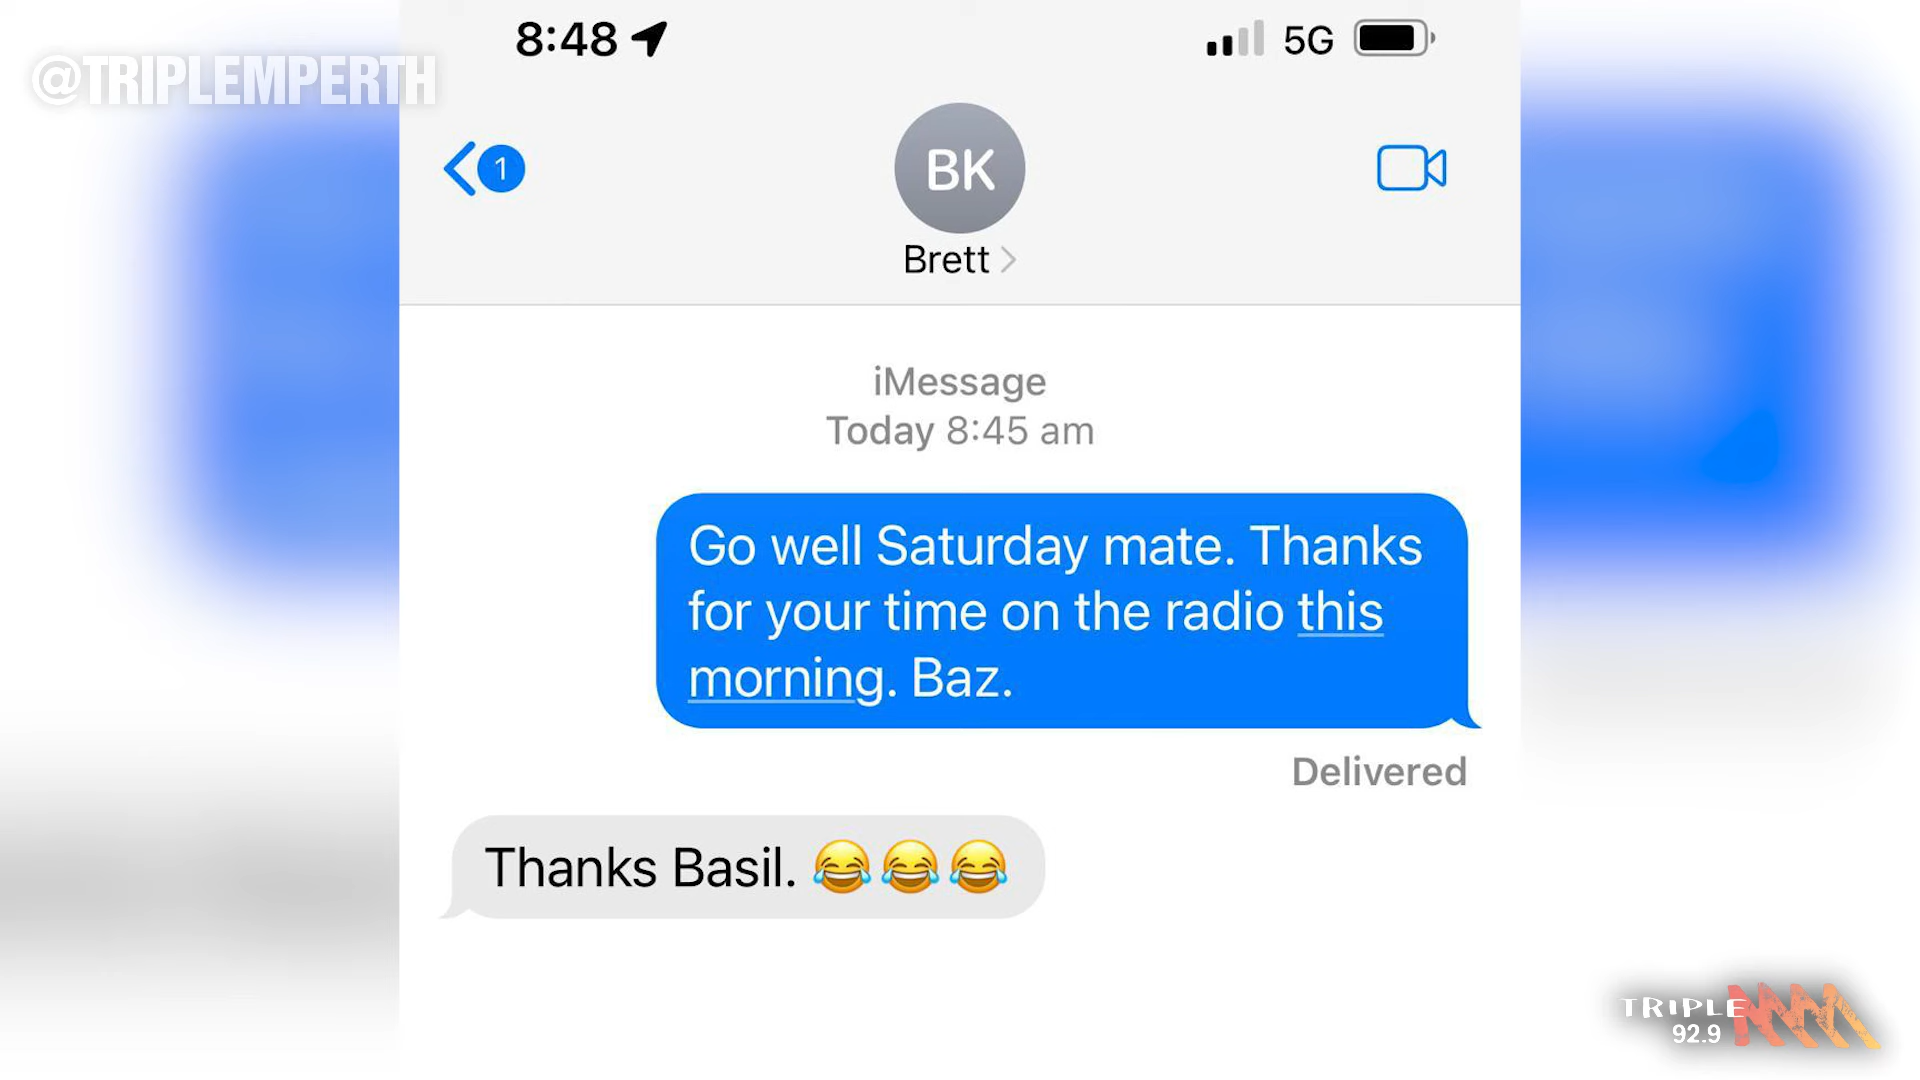 @TRIPLEMPERTH
8:48
5G
1
BK
Brett
iMessage
Today 8:45 am
Go well Saturday mate. Thanks
for your time on the radio this
morning. Baz.
Delivered
Thanks Basil. 😂😂😂
TRIPLE
92.9